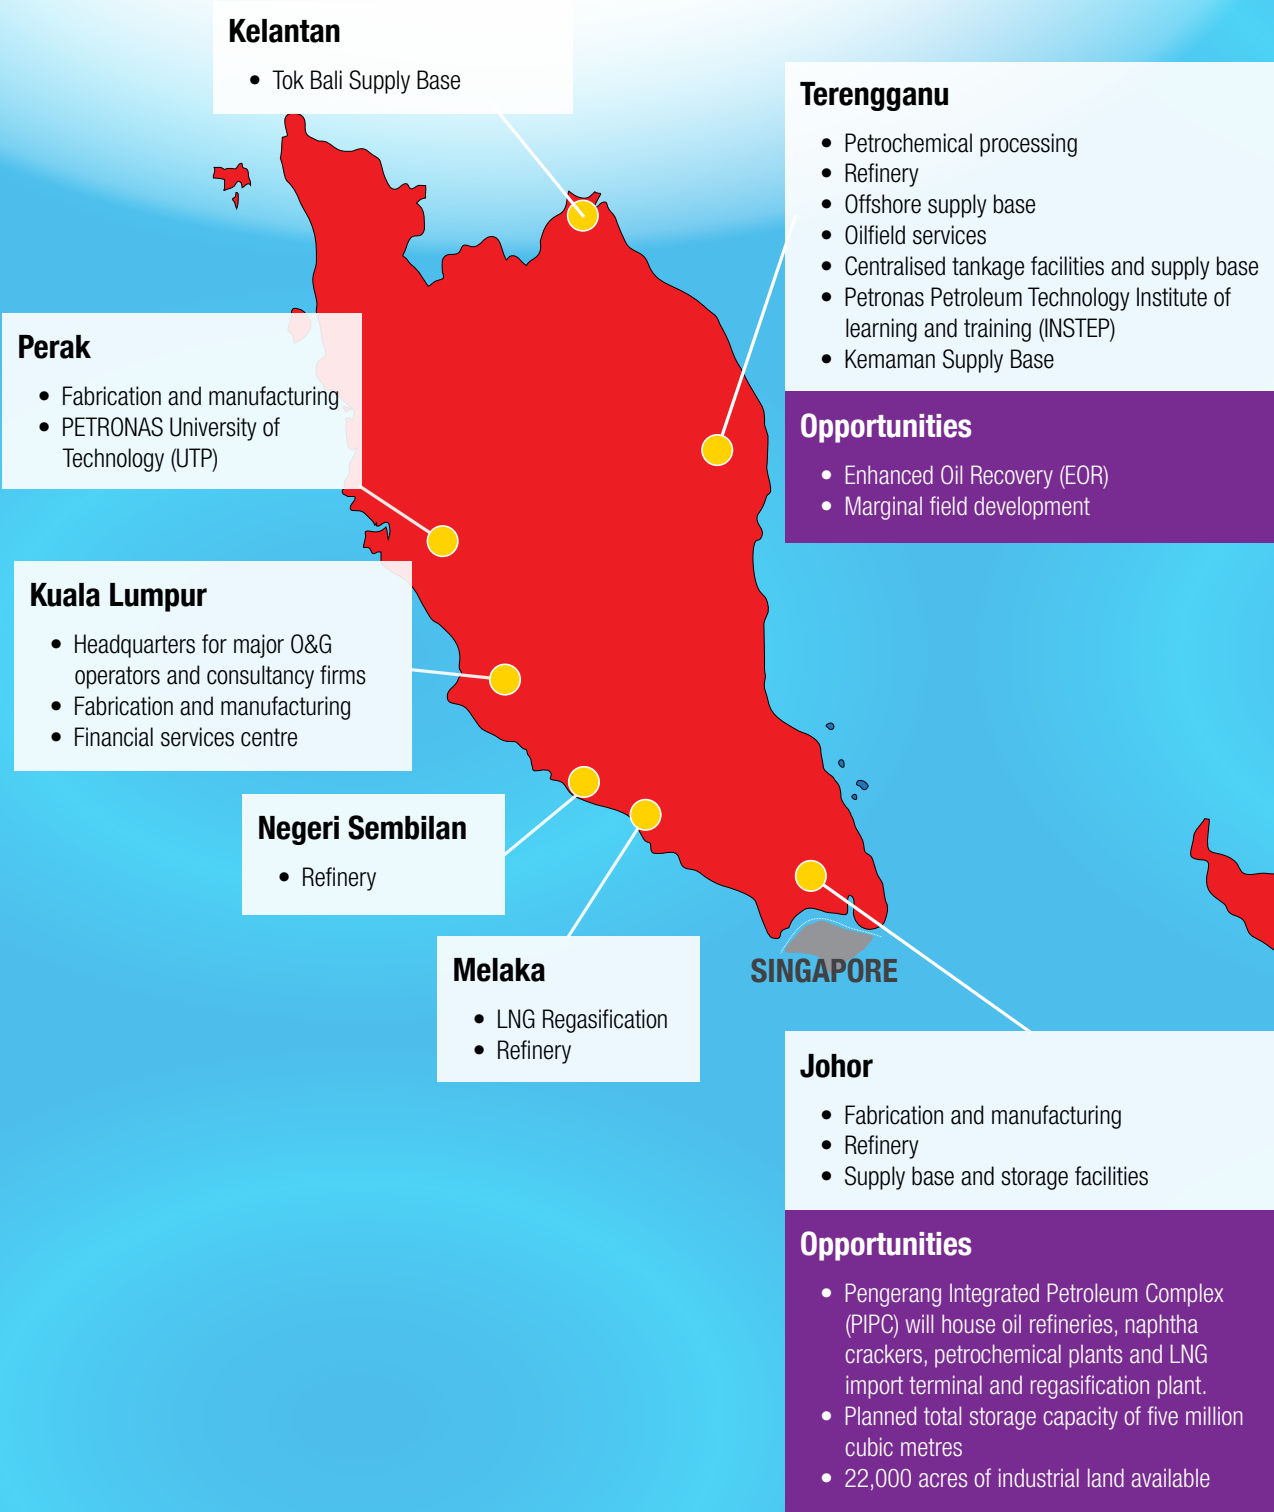 Kelantan
• Tok Bali Supply Base
Terengganu
• Petrochemical processing
• Refinery
• Offshore supply base
• Oilfield services
• Centralised tankage facilities and supply base
• Petronas Petroleum Technology Institute of
learning and training (INSTEP)
• Kemaman Supply Base
Opportunities
• Enhanced Oil Recovery (EOR)
• Marginal field development
Perak
• Fabrication and manufacturing
• PETRONAS University of
Technology (UTP)
Kuala Lumpur
• Headquarters for major O&G
operators and consultancy firms
• Fabrication and manufacturing
• Financial services centre
Negeri Sembilan
• Refinery
Melaka
• LNG Regasification
• Refinery
SINGAPORE
Johor
• Fabrication and manufacturing
• Refinery
• Supply base and storage facilities
Opportunities
• Pengerang Integrated Petroleum Complex
(PIPC) will house oil refineries, naphtha
crackers, petrochemical plants and LNG
import terminal and regasification plant.
• Planned total storage capacity of five million
cubic metres
• 22,000 acres of industrial land available